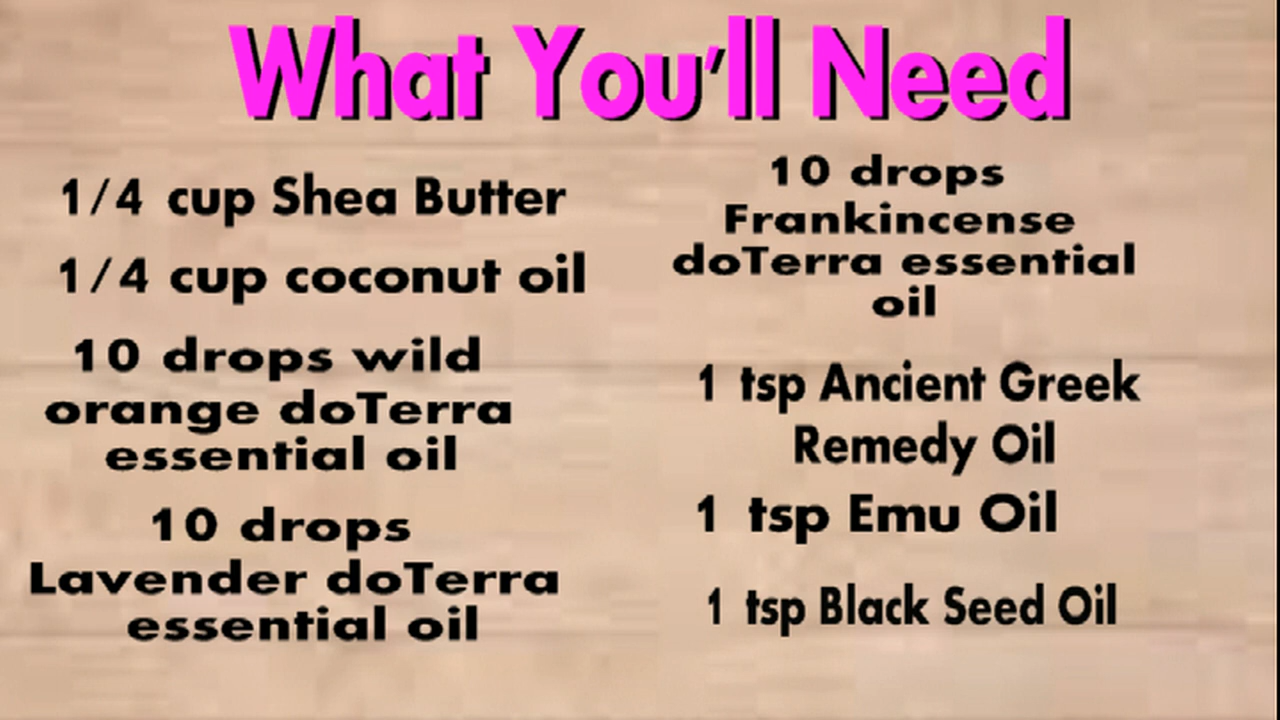 What You'll Need
1/4 cup Shea Butter
1/4 cup coconut oil
10 drops wild
orange doTerra
essential oil
10 drops
Lavender doTerra
essential oil
10 drops
Frankincense
doTerra essential
oil
1 tsp Ancient Greek
Remedy Oil
1 tsp Emu Oil
1 tsp Black Seed Oil